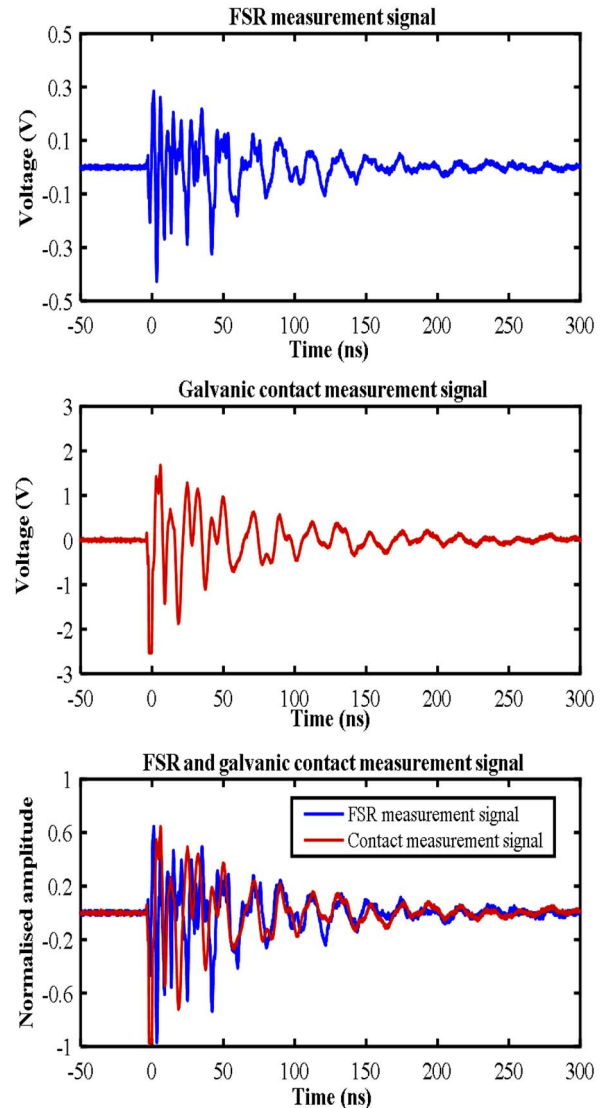 FSR measurement signal
0.5
0.3
0.1
-0.1
-0.3
-0.5
Voltage (V)
-50 0 50 100 150 200 250 300
Time (ns)
Galvanic contact measurement signal
3
2
1
0
-1
-2
-3
Voltage (V)
-50 0 50 100 150 200 250 300
Time (ns)
FSR and galvanic contact measurement signal
1
0.6
0.2
-0.2
-0.6
-1
Normalised amplitude
FSR measurement signal
Contact measurement signal
-50 0 50 100 150 200 250 300
Time (ns)